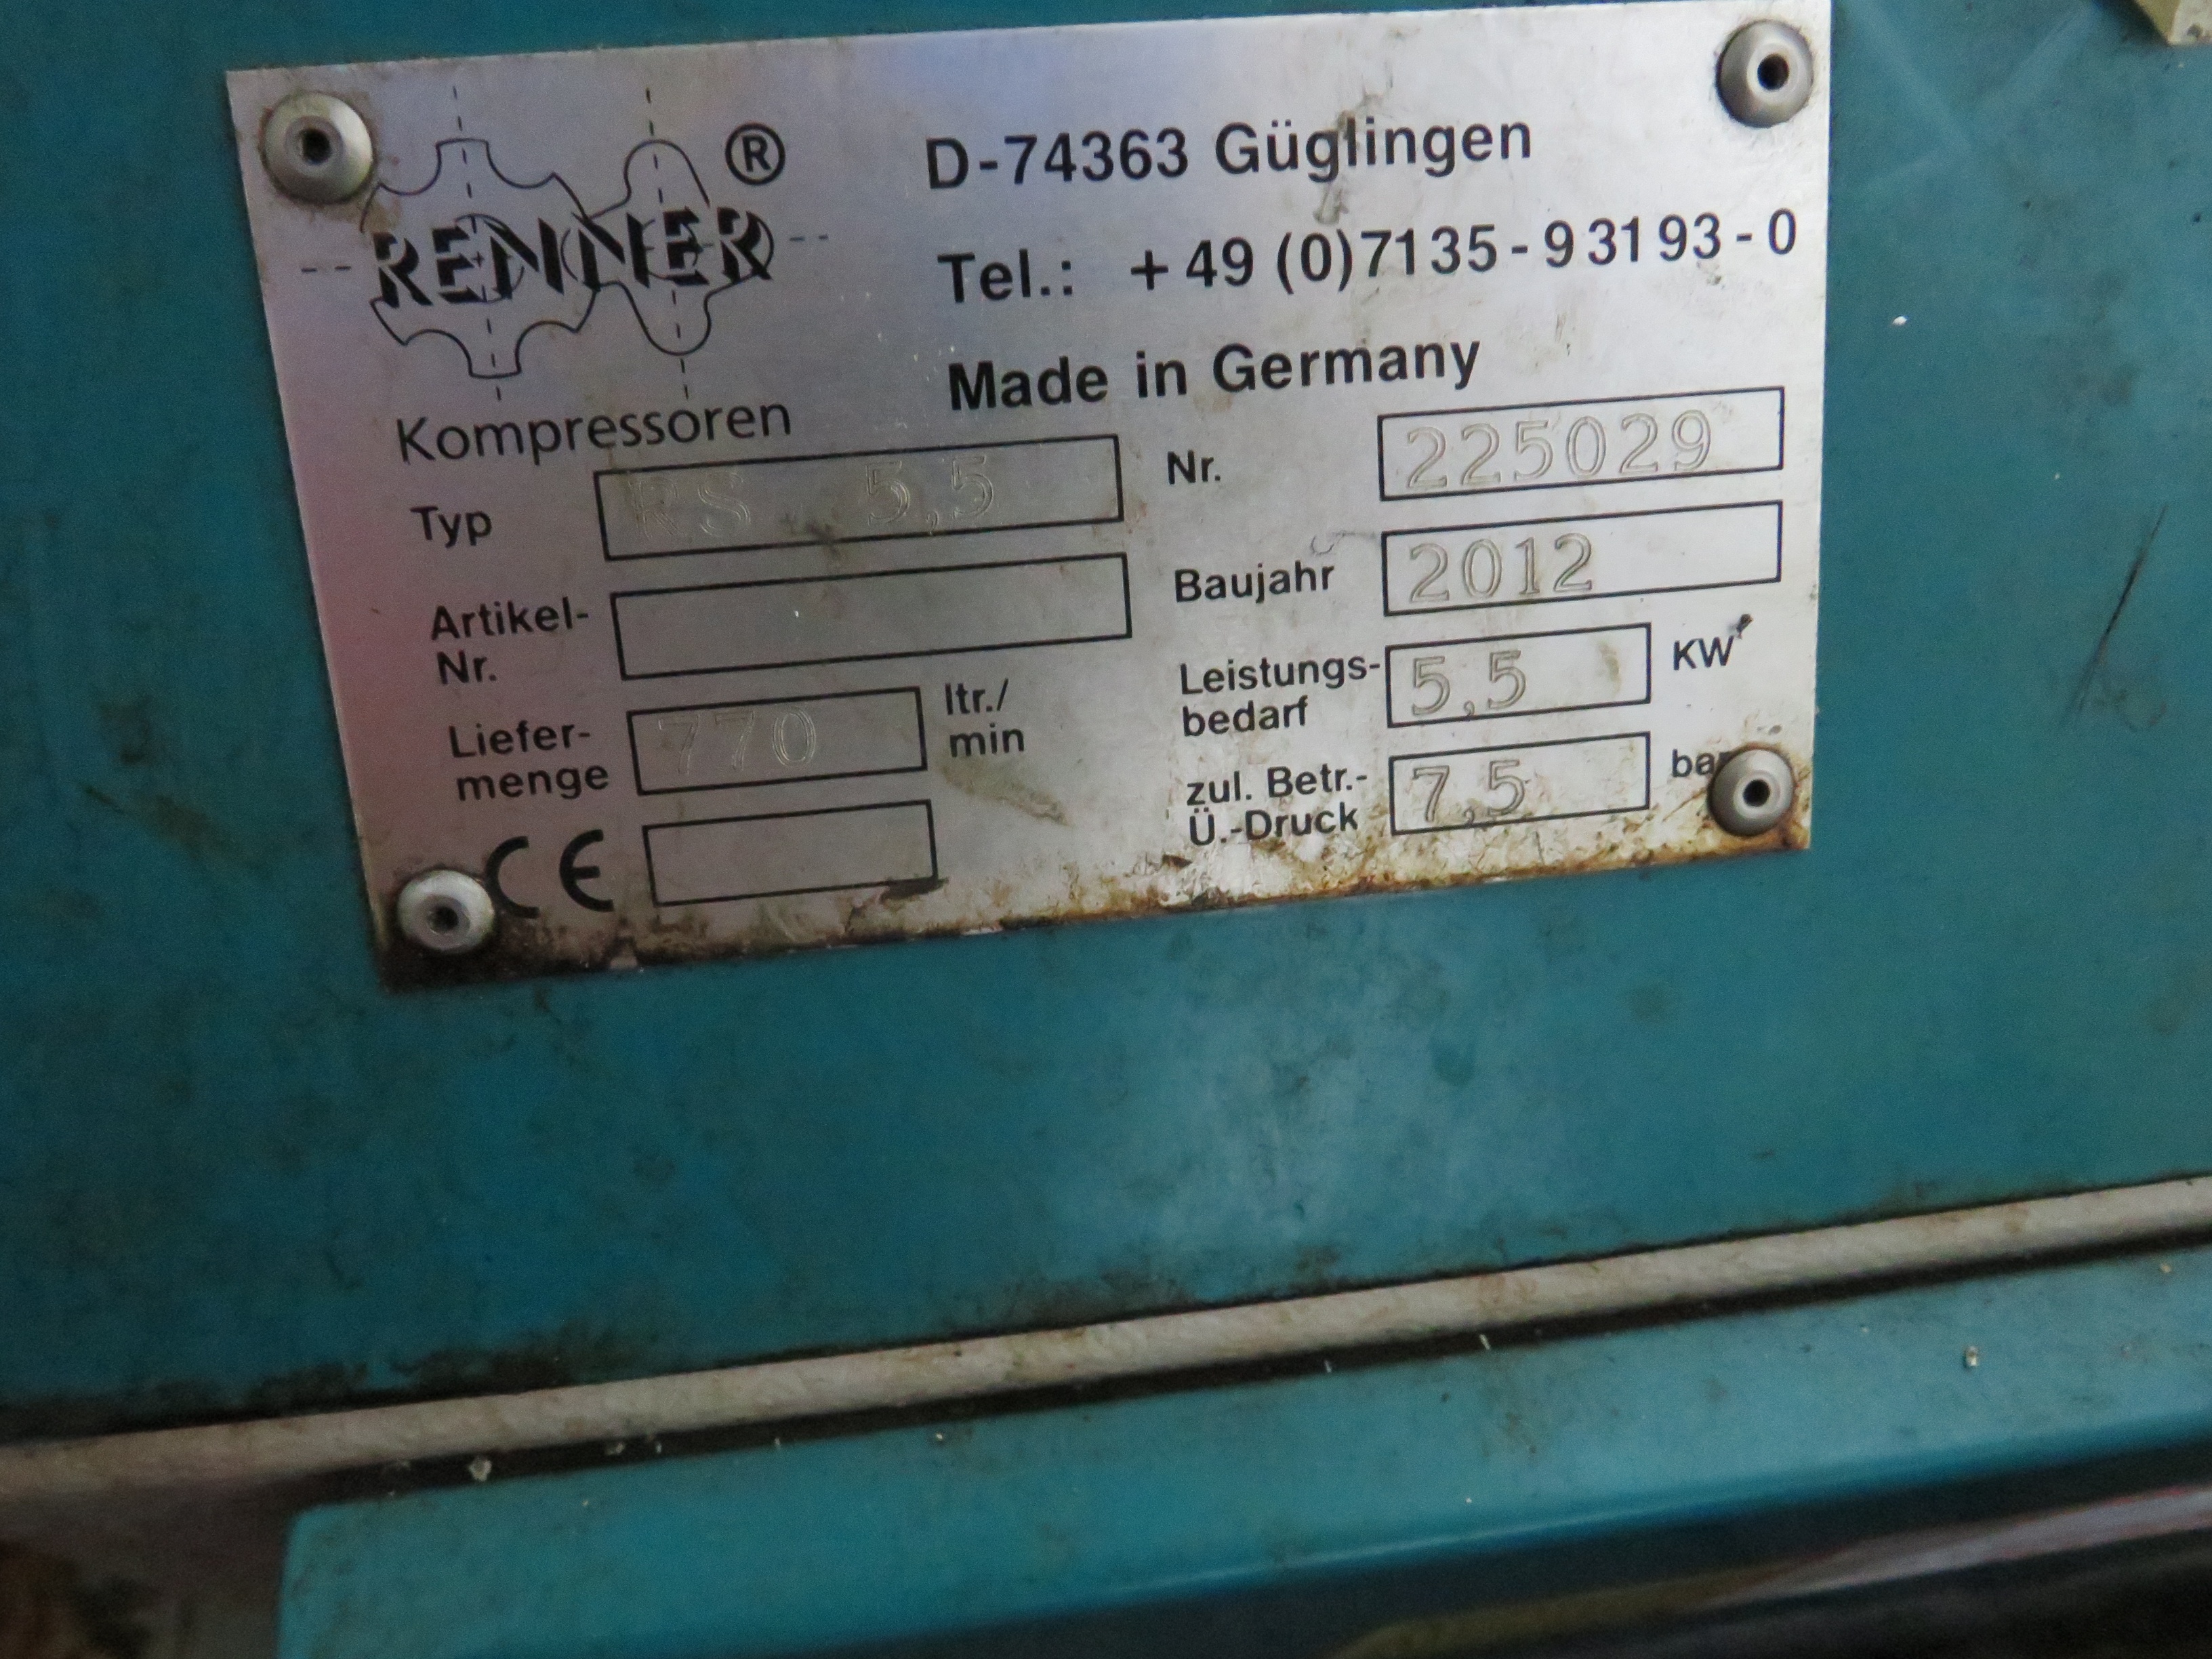 RENNER ®
Kompressoren
D-74363 Güglingen
Tel.: +49 (0)7135-93193-0
Made in Germany
Typ RS 5,5
Nr. 225029
Artikel-
Nr.
Baujahr 2012
Liefer-
menge 770 ltr./
min
Leistungs-
bedarf 5,5 KW
zul. Betr.-
Ü.-Druck 7,5 bar
CE